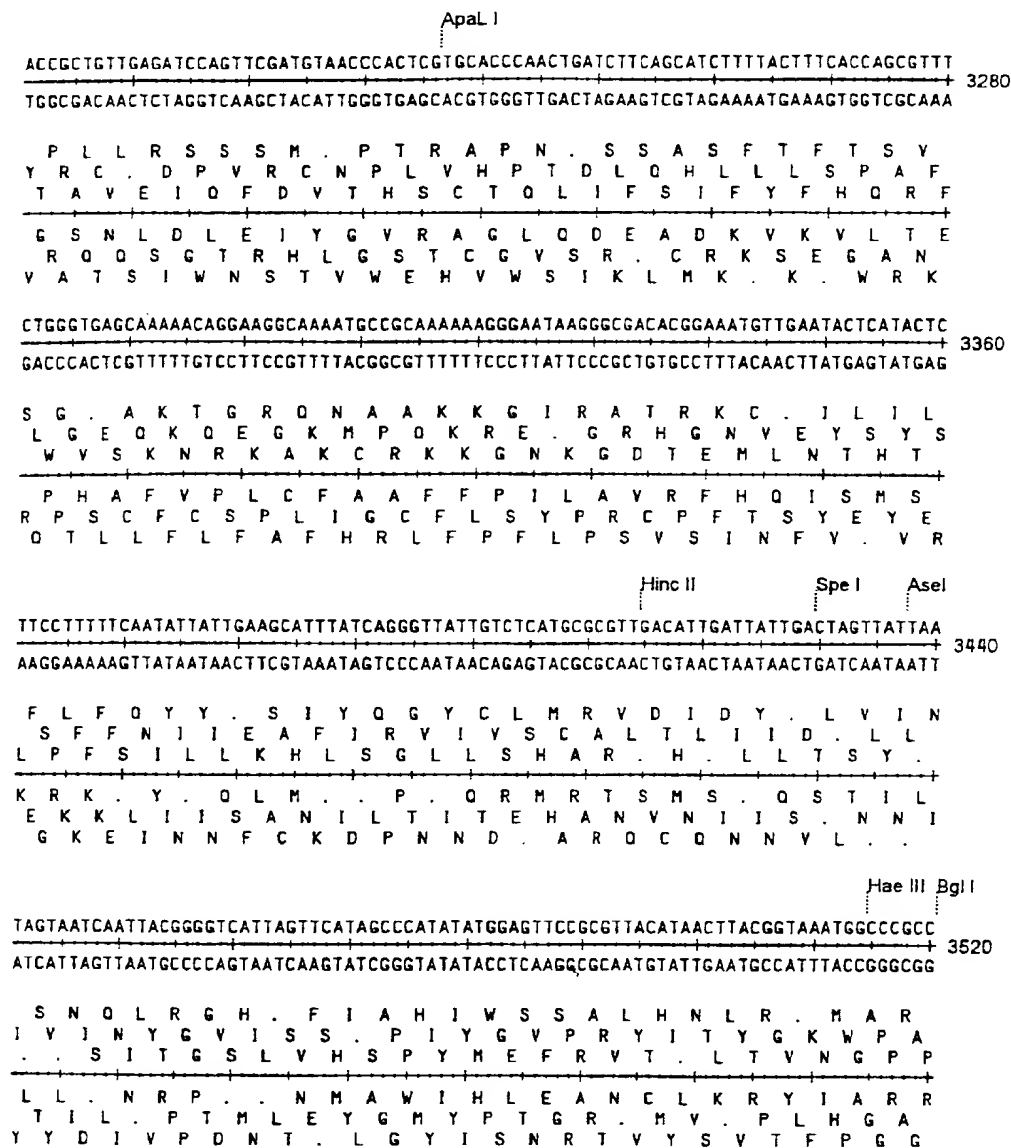 ApaL I
ACCGCTGTTGAGATCCAGTTCGATGTAACCCACTCGTGCACCCAACTGATCTTCAGCATCTTTTACTTTCACCAGCGTTT
3280
TGGCGACAACTCTAGGTCAAGCTACATTGGGTGAGCACGTGGGTTGACTAGAAGTCGTAGAAAATGAAAGTGGTCGCAAA
P L L R S S S M . P T R A P N . S S A S F T F T S V
Y R C . D P V R C N P L V H P T D L Q H L L L S P A F
T A V E I Q F D V T H S C T Q L I F S I F Y F H Q R F
G S N L D L E I Y G V R A G L Q D E A D K V K V L T E
R Q Q S G T R H L G S T C G V S R . C R K S E G A N
V A T S I W N S T V W E H V W S I K L M K . K . W R K
CTGGGTGAGCAAAAACAGGAAGGCAAAATGCCGCAAAAAAGGGAATAAGGGCGACACGGAAATGTTGAATACTCATACTC
3360
GACCCACTCGTTTTTGTCCTTCCGTTTTACGGCGTTTTTTCCCTTATTCCCGCTGTGCCTTTACAACTTATGAGTATGAG
S G . A K T G R Q N A A K K G I R A T R K C . I L I L
L G E Q K Q E G K M P Q K R E . G R H G N V E Y S Y S
W V S K N R K A K C R K K G N K G D T E M L N T H T
P H A F V P L C F A A F F P I L A V R F H Q I S M S
R P S C F C S P L I G C F L S Y P R C P F T S Y E Y E
Q T L L F L F A F H R L F P F L P S V S I N F V . V R
Hinc II Spe I AseI
TTCCTTTTTCAATATTATTGAAGCATTTATCAGGGTTATTGTCTCATGCGCGTTGACATTGATTATTGACTAGTTATTAA
3440
AAGGAAAAAGTTATAATAACTTCGTAAATAGTCCCAATAACAGAGTACGCGCAACTGTAACTAATAACTGATCAATAATT
F L F Q Y Y . S I Y Q G Y C L M R V D I D Y . L V I N
S F F N I I E A F I R V I V S C A L T L I I D . L L
L P F S I L L K H L S G L L S H A R . H . L L T S Y .
K R K . Y . Q L M . . P . Q R M R T S M S . Q S T I L
E K K L I I S A N I L T I T E H A N V N I I S . N N I
G K E I N N F C K D P N N D . A R Q C Q N N V L . .
Hae III Bgl I
TAGTAATCAATTACGGGGTCATTAGTTCATAGCCCATATATGGAGTTCCGCGTTACATAACTTACGGTAAATGGCCCGCC
3520
ATCATTAGTTAATGCCCCAGTAATCAAGTATCGGGTATATACCTCAAGGCGCAATGTATTGAATGCCATTTACCGGGCGG
S N Q L R G H . F I A H I W S S A L H N L R . M A R
I V I N Y G V I S S . P I Y G V P R Y I T Y G K W P A
. . S I T G S L V H S P Y M E F R V T . L T V N G P P
L L . N R P . . N M A W I H L E A N C L K R Y I A R R
T I L . P T M L E Y G M Y P T G R . M V . P L H G A
Y Y D I V P D N T . L G Y I S N R T V Y S V T F P G G